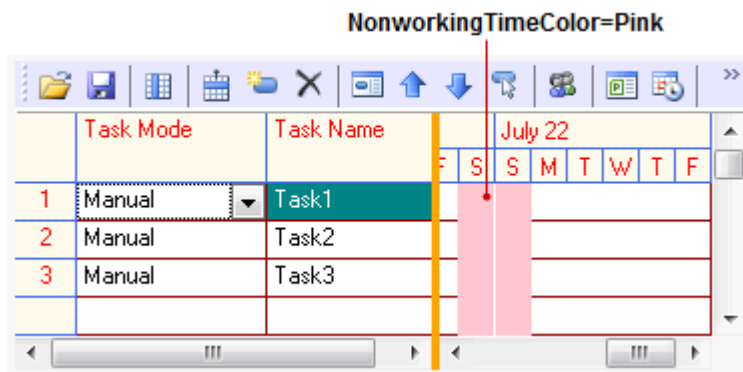 NonworkingTimeColor=Pink
Task Mode Task Name July 22
F S S M T W T F
1 Manual Task1
2 Manual Task2
3 Manual Task3